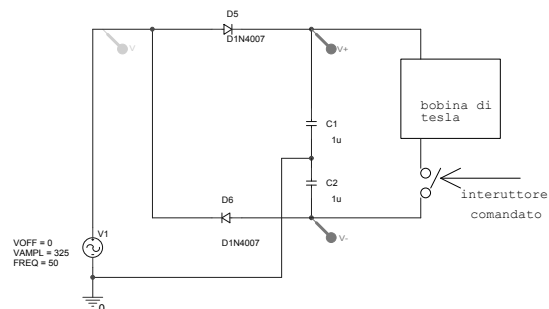 D5
D1N4007
V
V+
bobina di
tesla
C1
1u
C2
1u
interuttore
comandato
D6
D1N4007
V-
V1
VOFF = 0
VAMPL = 325
FREQ = 50
0